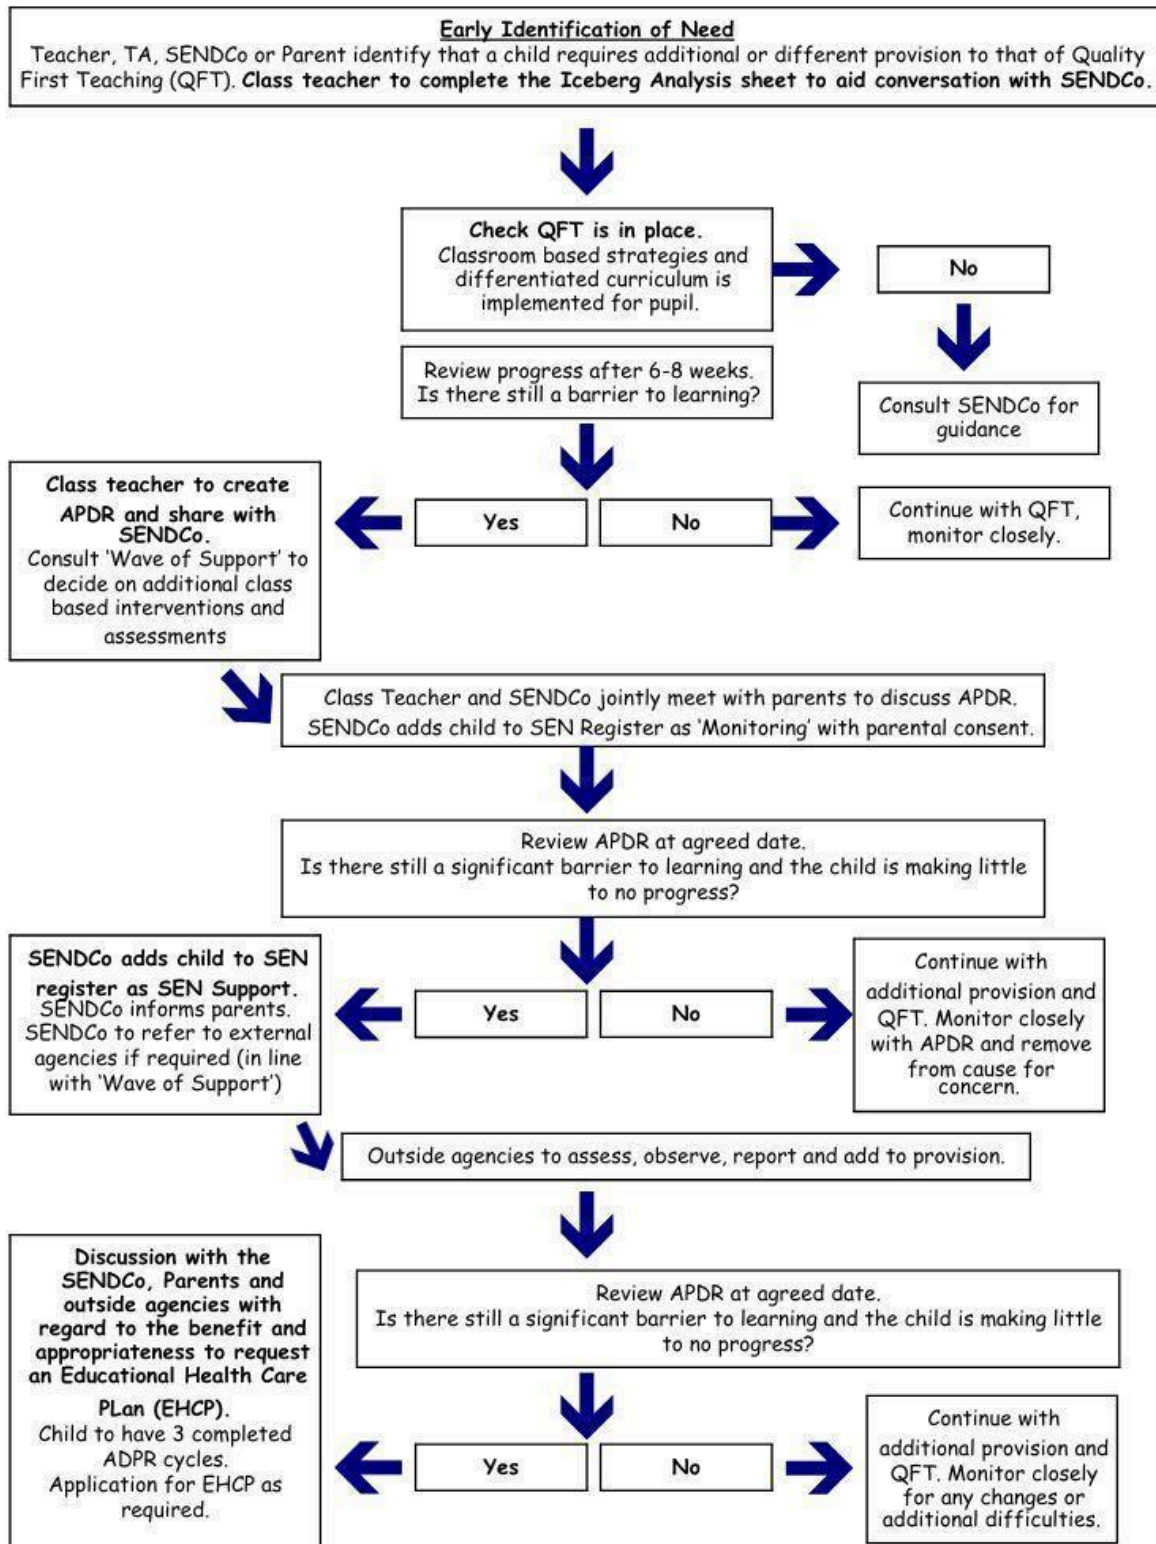 Early Identification of Need
Teacher, TA, SENDCo or Parent identify that a child requires additional or different provision to that of Quality
First Teaching (QFT). Class teacher to complete the Iceberg Analysis sheet to aid conversation with SENDCo.
Check QFT is in place.
Classroom based strategies and
differentiated curriculum is
implemented for pupil.
No
Review progress after 6-8 weeks.
Is there still a barrier to learning?
Consult SENDCo for
guidance
Class teacher to create
APDR and share with
SENDCo.
Consult 'Wave of Support' to
decide on additional class
based interventions and
assessments
Yes
No
Continue with QFT,
monitor closely.
Class Teacher and SENDCo jointly meet with parents to discuss APDR.
SENDCo adds child to SEN Register as 'Monitoring' with parental consent.
Review APDR at agreed date.
Is there still a significant barrier to learning and the child is making little
to no progress?
SENDCo adds child to SEN
register as SEN Support.
SENDCo informs parents.
SENDCo to refer to external
agencies if required (in line
with 'Wave of Support')
Yes
No
Continue with
additional provision and
QFT. Monitor closely
with APDR and remove
from cause for
concern.
Outside agencies to assess, observe, report and add to provision.
Discussion with the
SENDCo, Parents and
outside agencies with
regard to the benefit and
appropriateness to request
an Educational Health Care
PLan (EHCP).
Child to have 3 completed
ADPR cycles.
Application for EHCP as
required.
Review APDR at agreed date.
Is there still a significant barrier to learning and the child is making little
to no progress?
Yes
No
Continue with
additional provision and
QFT. Monitor closely
for any changes or
additional difficulties.